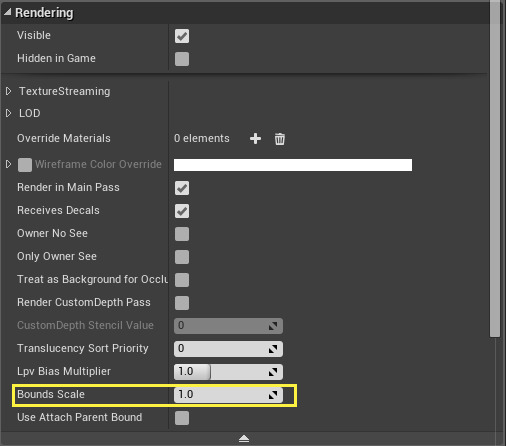 Rendering
Visible
Hidden in Game
TextureStreaming
LOD
Override Materials 0 elements
Wireframe Color Override
Render in Main Pass
Receives Decals
Owner No See
Only Owner See
Treat as Background for Occlu
Render CustomDepth Pass
CustomDepth Stencil Value 0
Translucency Sort Priority 0
Lpv Bias Multiplier 1.0
Bounds Scale 1.0
Use Attach Parent Bound